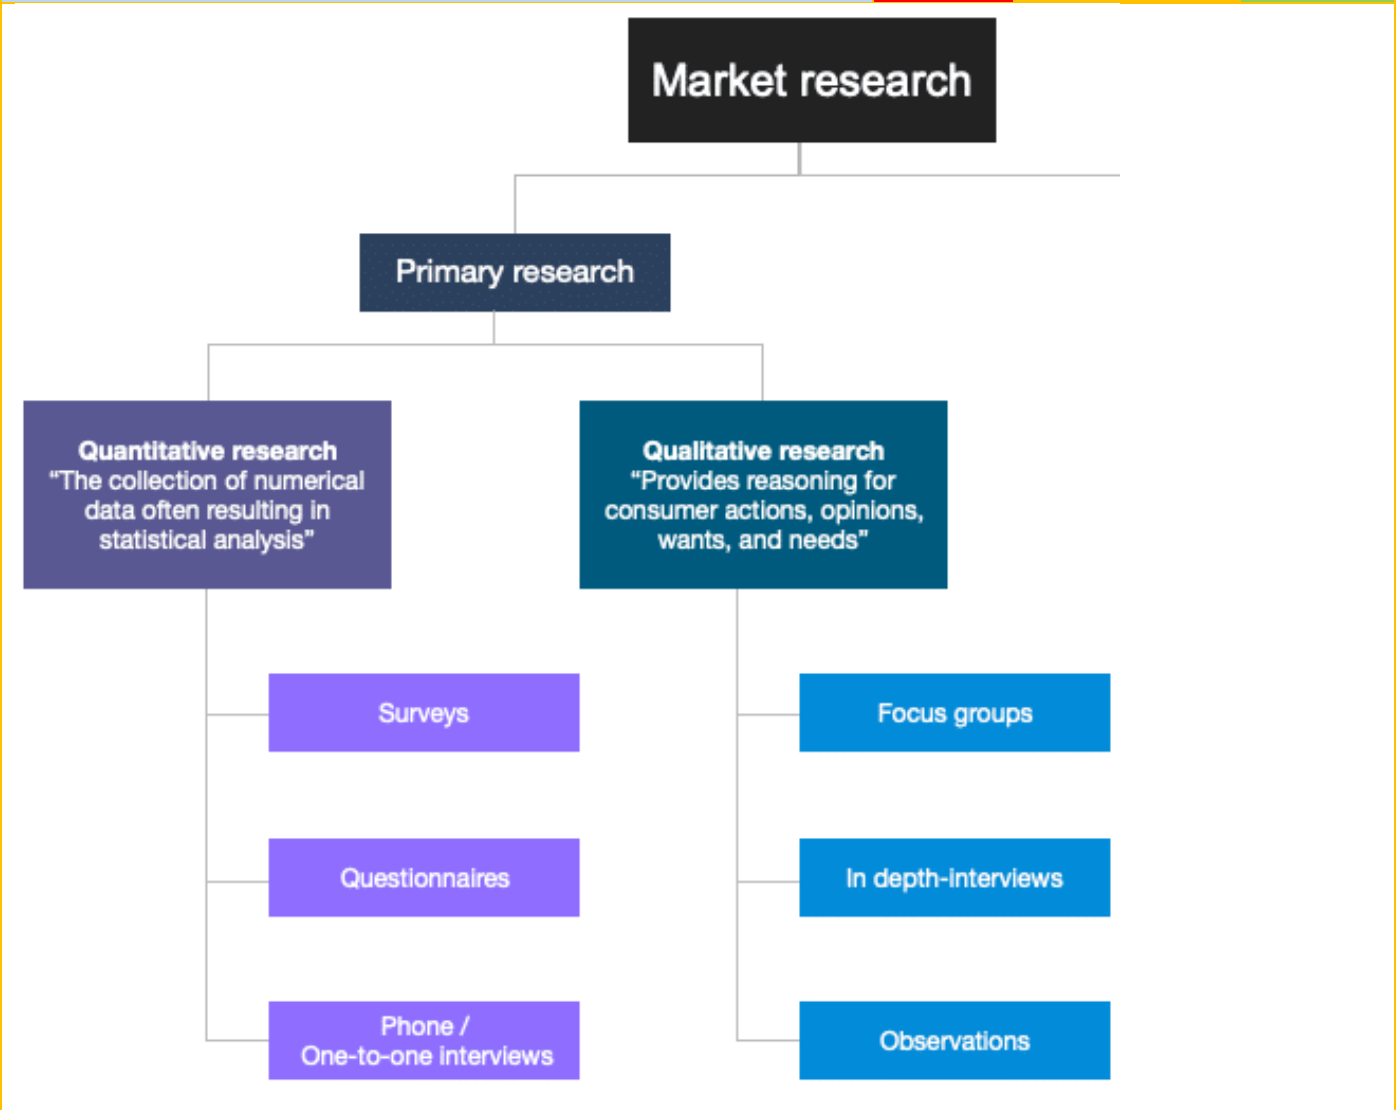 Market research
Primary research
Quantitative research
“The collection of numerical
data often resulting in
statistical analysis”
Qualitative research
“Provides reasoning for
consumer actions, opinions,
wants, and needs”
Surveys
Focus groups
Questionnaires
In depth-interviews
Phone /
One-to-one interviews
Observations